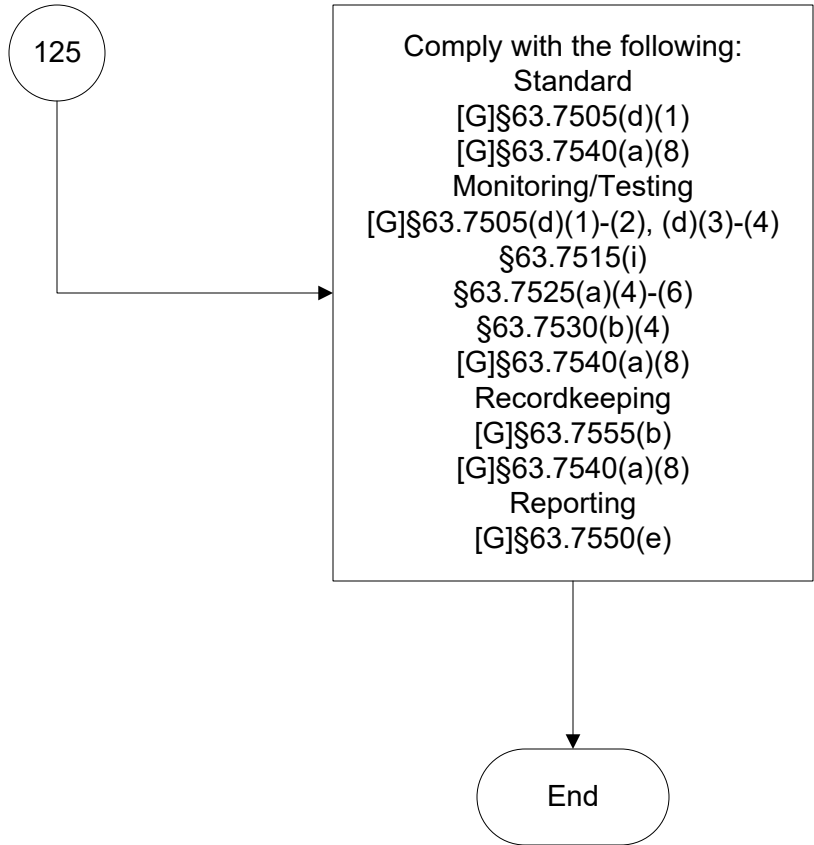 125
Comply with the following:
Standard
[G]§63.7505(d)(1)
[G]§63.7540(a)(8)
Monitoring/Testing
[G]§63.7505(d)(1)-(2), (d)(3)-(4)
§63.7515(i)
§63.7525(a)(4)-(6)
§63.7530(b)(4)
[G]§63.7540(a)(8)
Recordkeeping
[G]§63.7555(b)
[G]§63.7540(a)(8)
Reporting
[G]§63.7550(e)
End